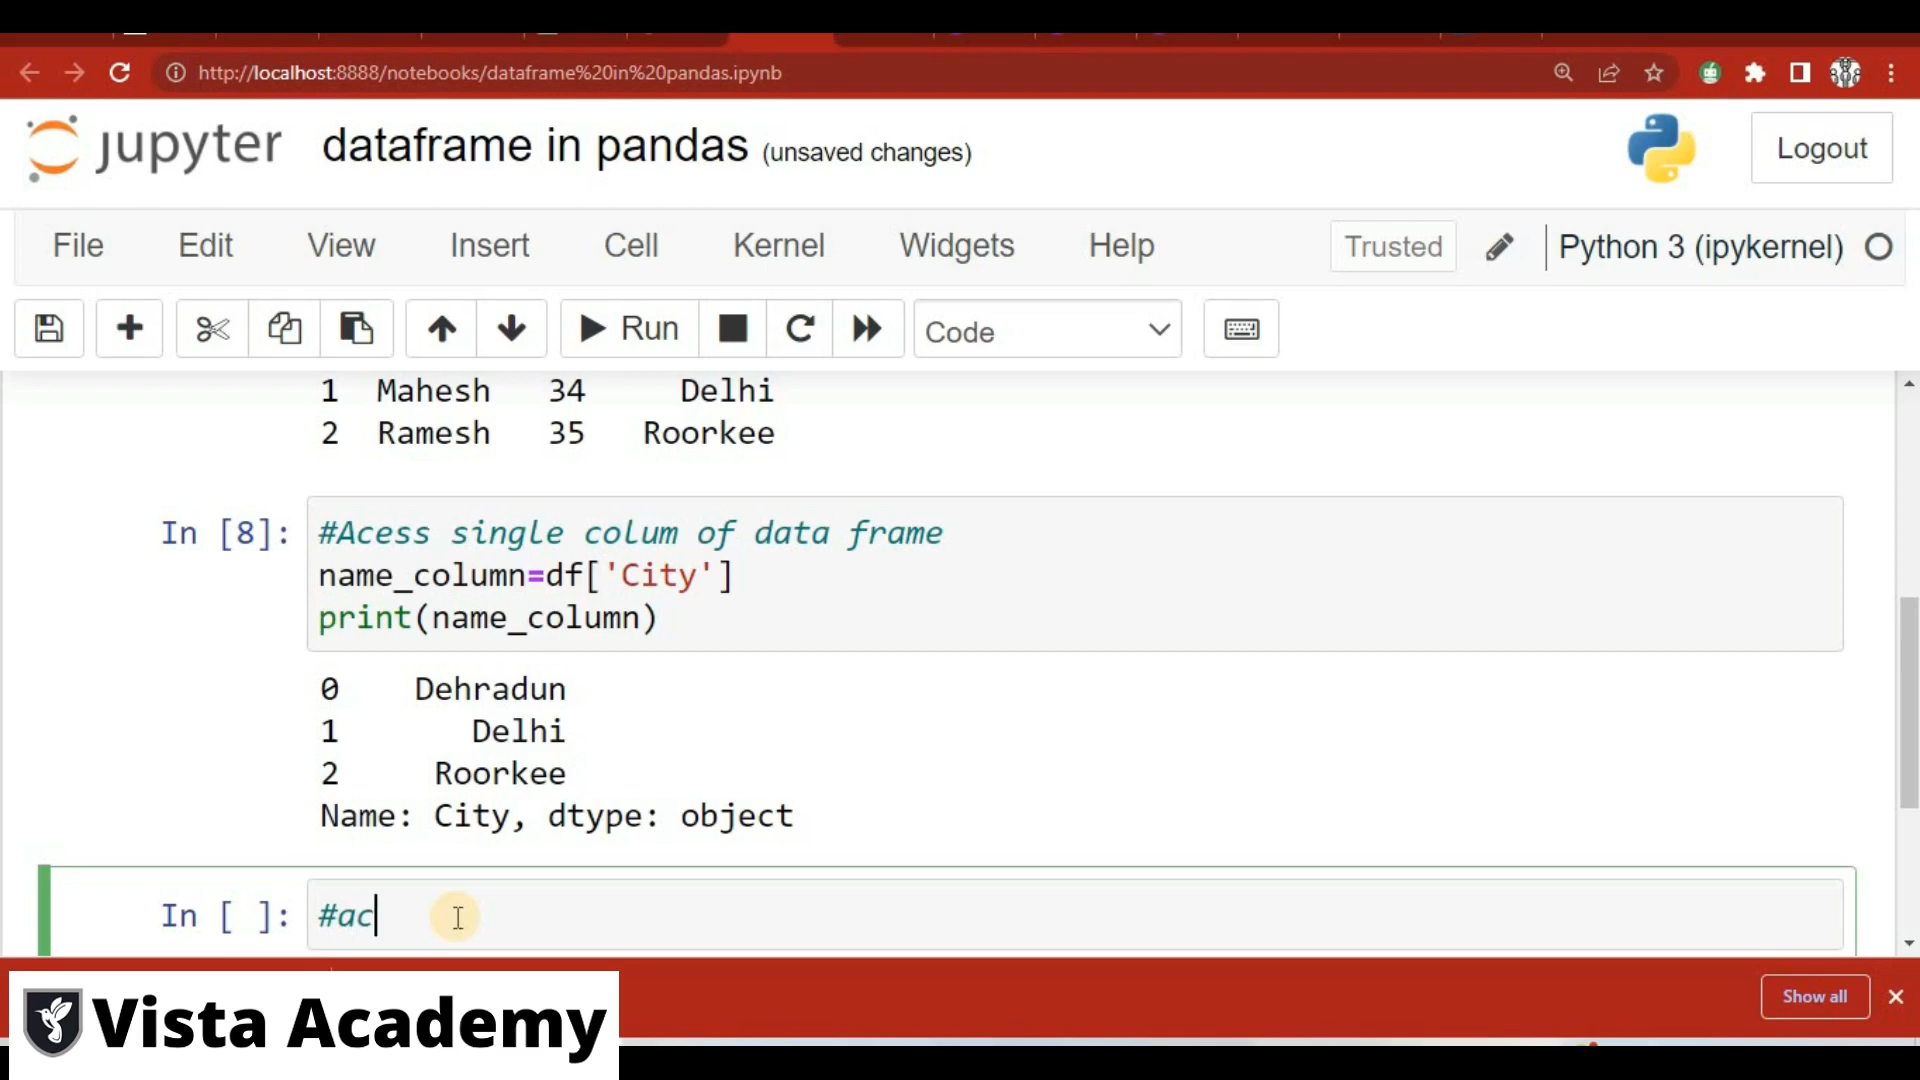 http://localhost:8888/notebooks/dataframe%20in%20pandas.ipynb
jupyter dataframe in pandas (unsaved changes) Logout
File Edit View Insert Cell Kernel Widgets Help Trusted Python 3 (ipykernel)
Run Code
1 Mahesh 34 Delhi
2 Ramesh 35 Roorkee
In [8]: #Acess single colum of data frame
name_column=df['City']
print(name_column)
0 Dehradun
1 Delhi
2 Roorkee
Name: City, dtype: object
In [ ]: #ac
Show all
Vista Academy